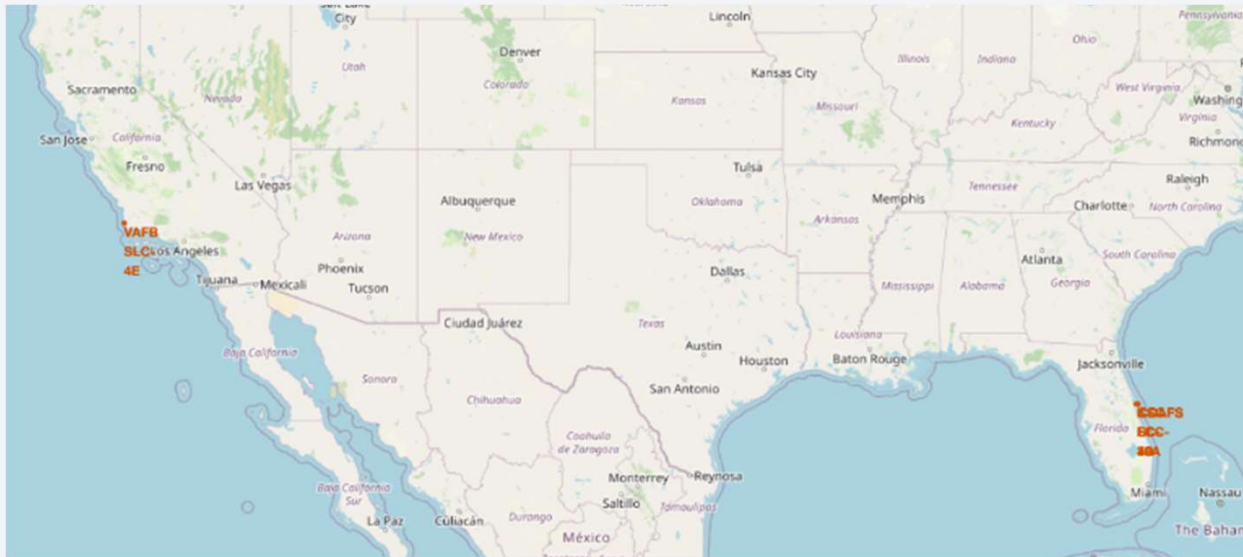 Salt Lake
City
Lincoln
Pennsylvania
Ohio
Denver
Utah
Colorado
Kansas City
Illinois
Indiana
Sacramento
Nevada
Kansas
Missouri
West Virginia
Washing
Virginia
San Jose
California
Kentucky
Richmond
Fresno
Las Vegas
Tulsa
Raleigh
Albuquerque
Oklahoma
Memphis
Tennessee
Charlotte
North Carolina
VAFB
SLC-
4E
Los Angeles
Arizona
New Mexico
Arkansas
Atlanta
South Carolina
Phoenix
Dallas
Tijuana
Mexicali
Tucson
Mississippi
Alabama
Georgia
Ciudad Juárez
Texas
Louisiana
Baja California
Austin
Houston
Baton Rouge
Jacksonville
Sonora
San Antonio
Chihuahua
Florida
Coahuila
de Zaragoza
Monterrey
Reynosa
Baja California
Sur
Saltillo
Miami
Nassau
La Paz
Culiacán
Durango
Tamaulipas
México
The Baham